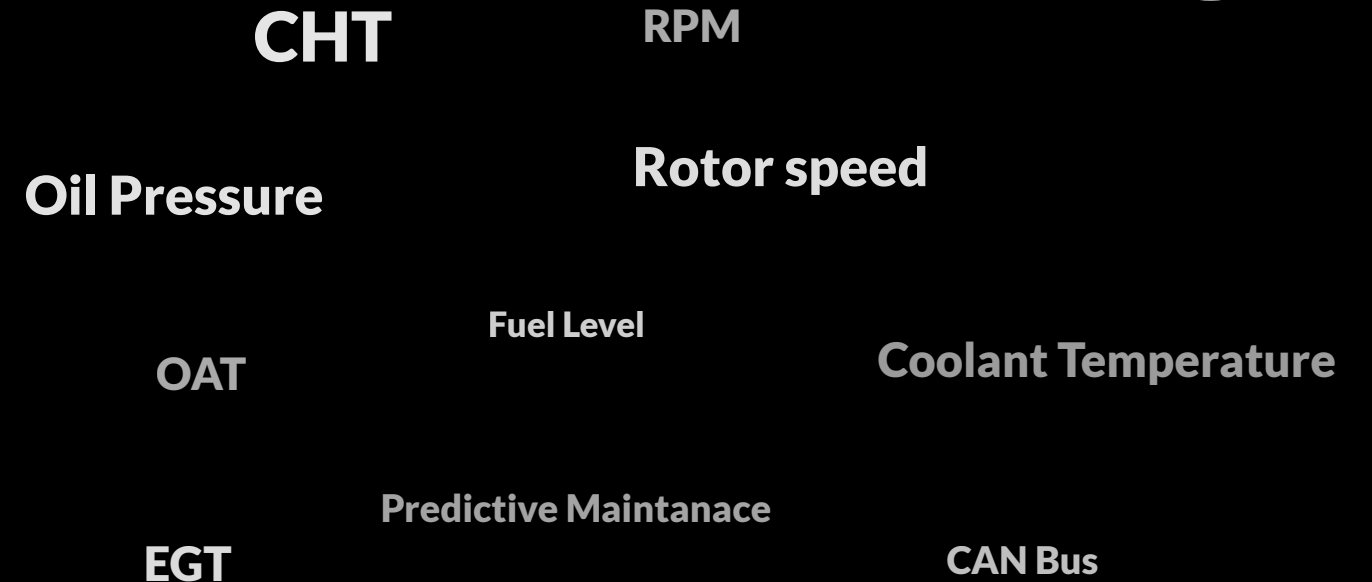 CHT
RPM
Rotor speed
Oil Pressure
Fuel Level
Coolant Temperature
OAT
Predictive Maintanace
CAN Bus
EGT